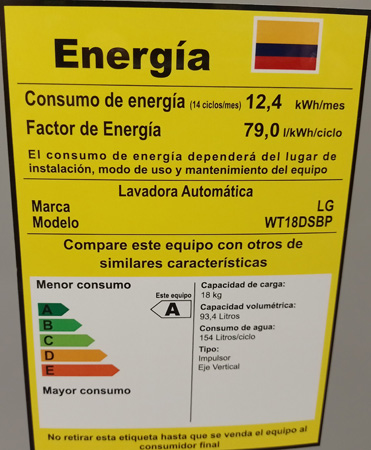 Energía
Consumo de energía (14 ciclos/mes) 12,4 kWh/mes
Factor de Energía 79,0 l/kWh/ciclo
El consumo de energía dependerá del lugar de
instalación, modo de uso y mantenimiento del equipo
Lavadora Automática
Marca LG
Modelo WT18DSBP
Compare este equipo con otros de
similares características
Menor consumo
Este equipo
A
A
B
C
D
E
Mayor consumo
Capacidad de carga:
18 kg
Capacidad volumétrica:
93,4 Litros
Consumo de agua:
154 Litros/ciclo
Tipo:
Impulsor
Eje Vertical
No retirar esta etiqueta hasta que se venda el equipo al
consumidor final